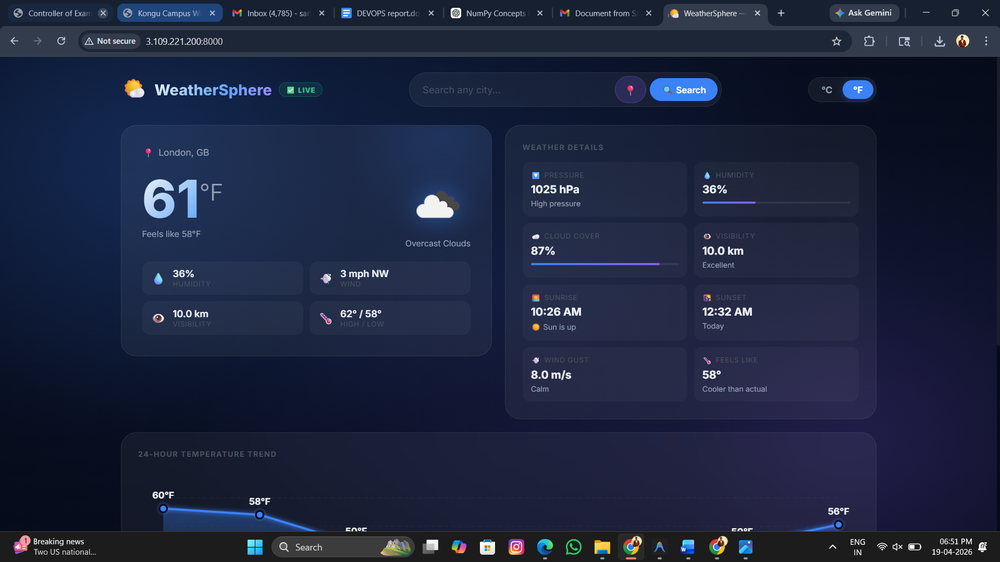 Controller of Exam
Kongu Campus Wi
Inbox (4,785) - san
DEVOPS report.do
NumPy Concepts
Document from SA
WeatherSphere —
Ask Gemini
Not secure
3.109.221.200:8000
WeatherSphere
LIVE
Search any city...
Search
°C
°F
London, GB
61°F
Feels like 58°F
Overcast Clouds
36%
HUMIDITY
3 mph NW
WIND
10.0 km
VISIBILITY
62° / 58°
HIGH / LOW
WEATHER DETAILS
PRESSURE
1025 hPa
High pressure
HUMIDITY
36%
CLOUD COVER
87%
VISIBILITY
10.0 km
Excellent
SUNRISE
10:26 AM
Sun is up
SUNSET
12:32 AM
Today
WIND GUST
8.0 m/s
Calm
FEELS LIKE
58°
Cooler than actual
24-HOUR TEMPERATURE TREND
60°F
58°F
50°F
50°F
56°F
1
Breaking news
Two US national...
Search
ENG
IN
06:51 PM
19-04-2026